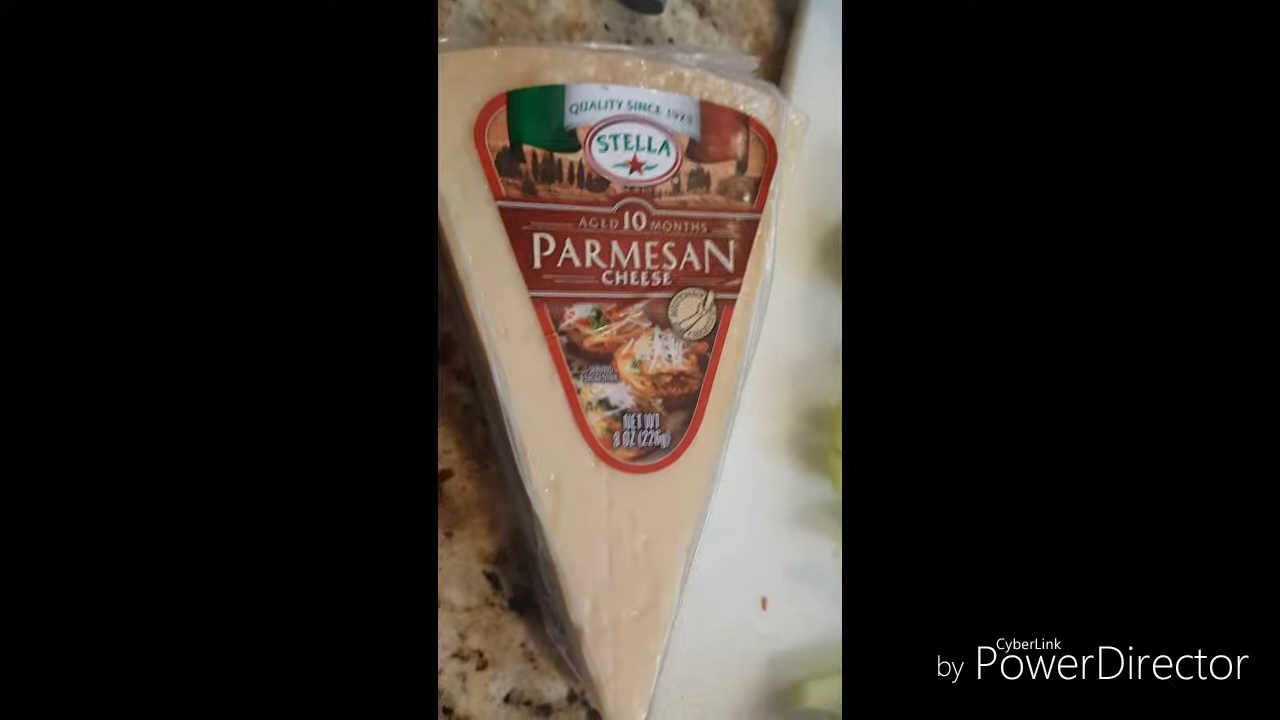 QUALITY SINCE 1923
STELLA
AGED 10 MONTHS
PARMESAN
CHEESE
NET WT
8 OZ (226g)
CyberLink
by PowerDirector